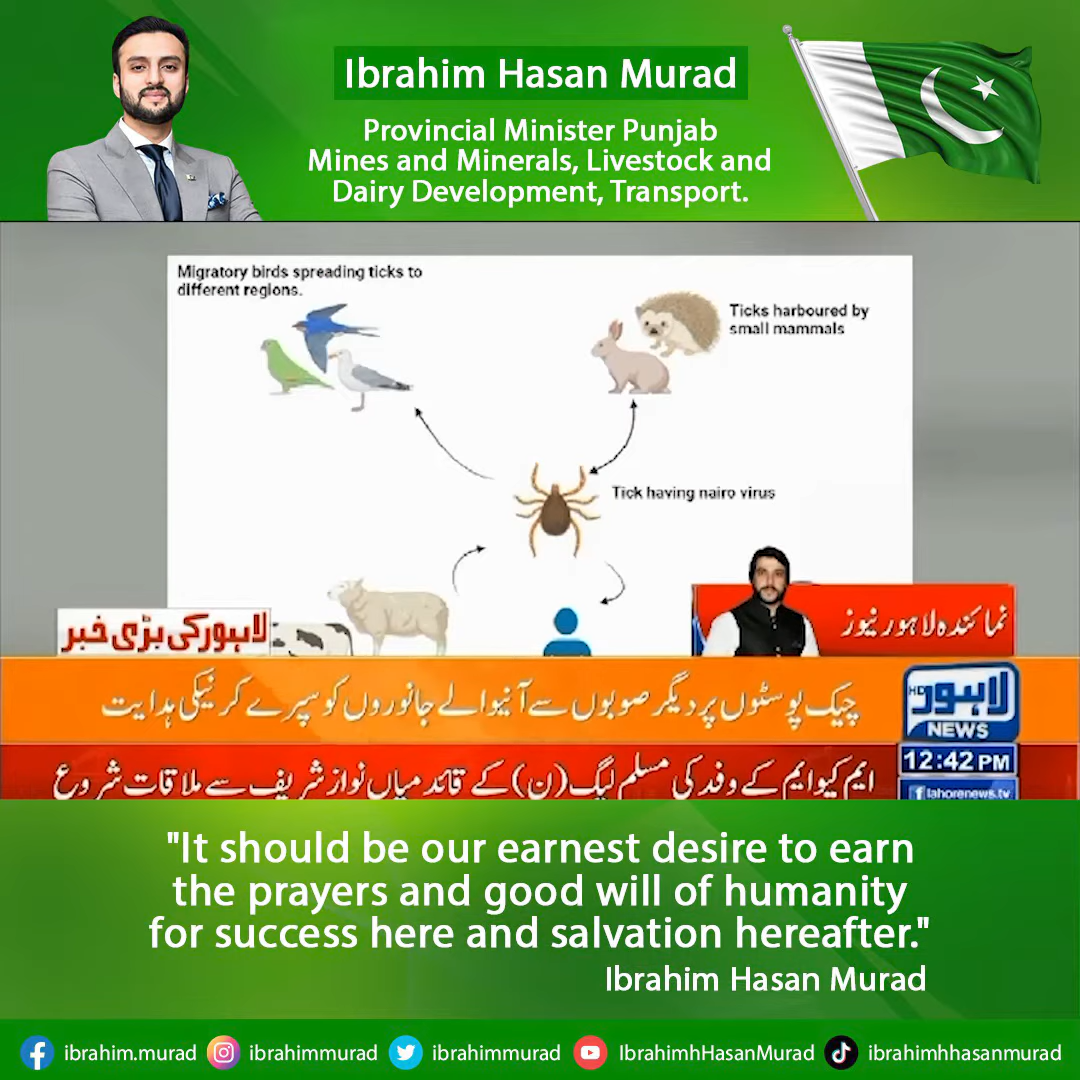 Ibrahim Hasan Murad
Provincial Minister Punjab
Mines and Minerals, Livestock and
Dairy Development, Transport.
Migratory birds spreading ticks to
different regions.
Ticks harboured by
small mammals
Tick having nairo virus
لاہور کی بڑی خبر
نمائندہ لاہور نیوز
چیک پوسٹوں پر دیگر صوبوں سے آنیوالے جانوروں کو سپرے کرنیکی ہدایت
لاہور HD
NEWS
12:42 PM
ایم کیو ایم کے وفد کی مسلم لیگ (ن) کے قائد میاں نواز شریف سے ملاقات شروع
f lahorenews.tv
"It should be our earnest desire to earn
the prayers and good will of humanity
for success here and salvation hereafter."
Ibrahim Hasan Murad
ibrahim.murad ibrahimmurad ibrahimmurad IbrahimhHasanMurad ibrahimhhasanmurad